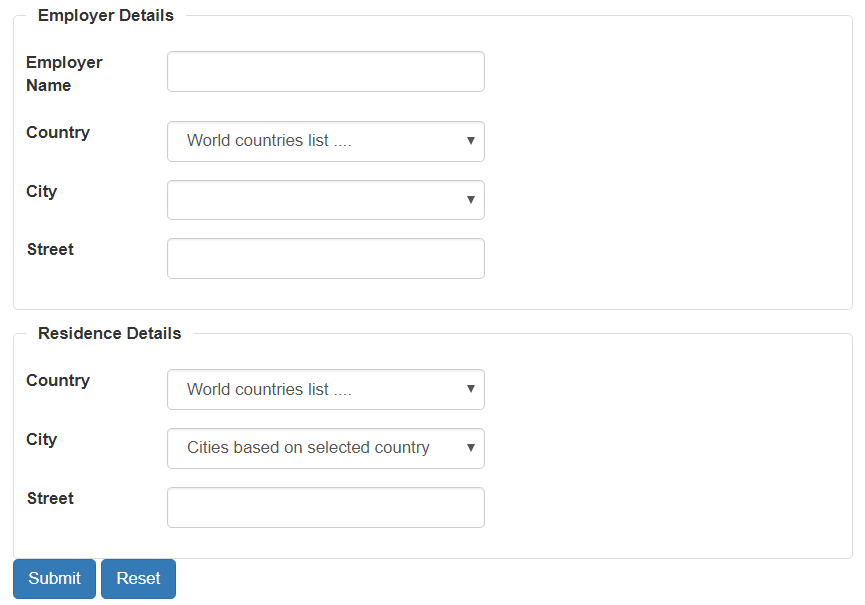 Employer Details
Employer
Name
Country
World countries list ....
City
Street
Residence Details
Country
World countries list ....
City
Cities based on selected country
Street
Submit Reset